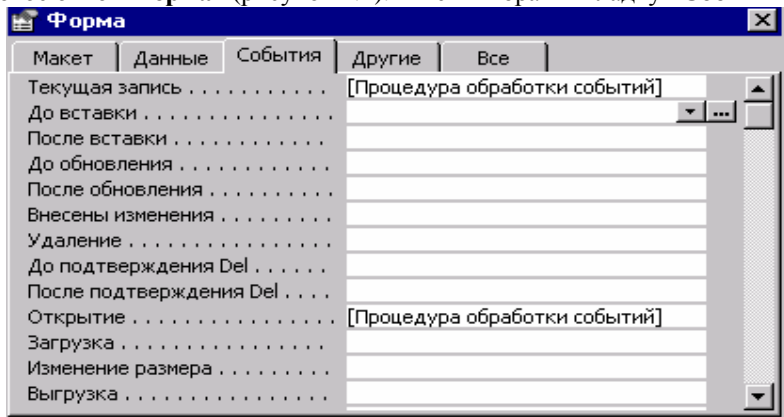 Форма
Макет Данные События Другие Все
Текущая запись . . . . . . . . . . . [Процедура обработки событий]
До вставки . . . . . . . . . . . . . . . ...
После вставки . . . . . . . . . . . .
До обновления . . . . . . . . . . . .
После обновления . . . . . . . . .
Внесены изменения . . . . . . . .
Удаление . . . . . . . . . . . . . . . .
До подтверждения Del . . . . . .
После подтверждения Del . . . .
Открытие . . . . . . . . . . . . . . . . [Процедура обработки событий]
Загрузка . . . . . . . . . . . . . . . .
Изменение размера . . . . . . . . .
Выгрузка . . . . . . . . . . . . . . . .